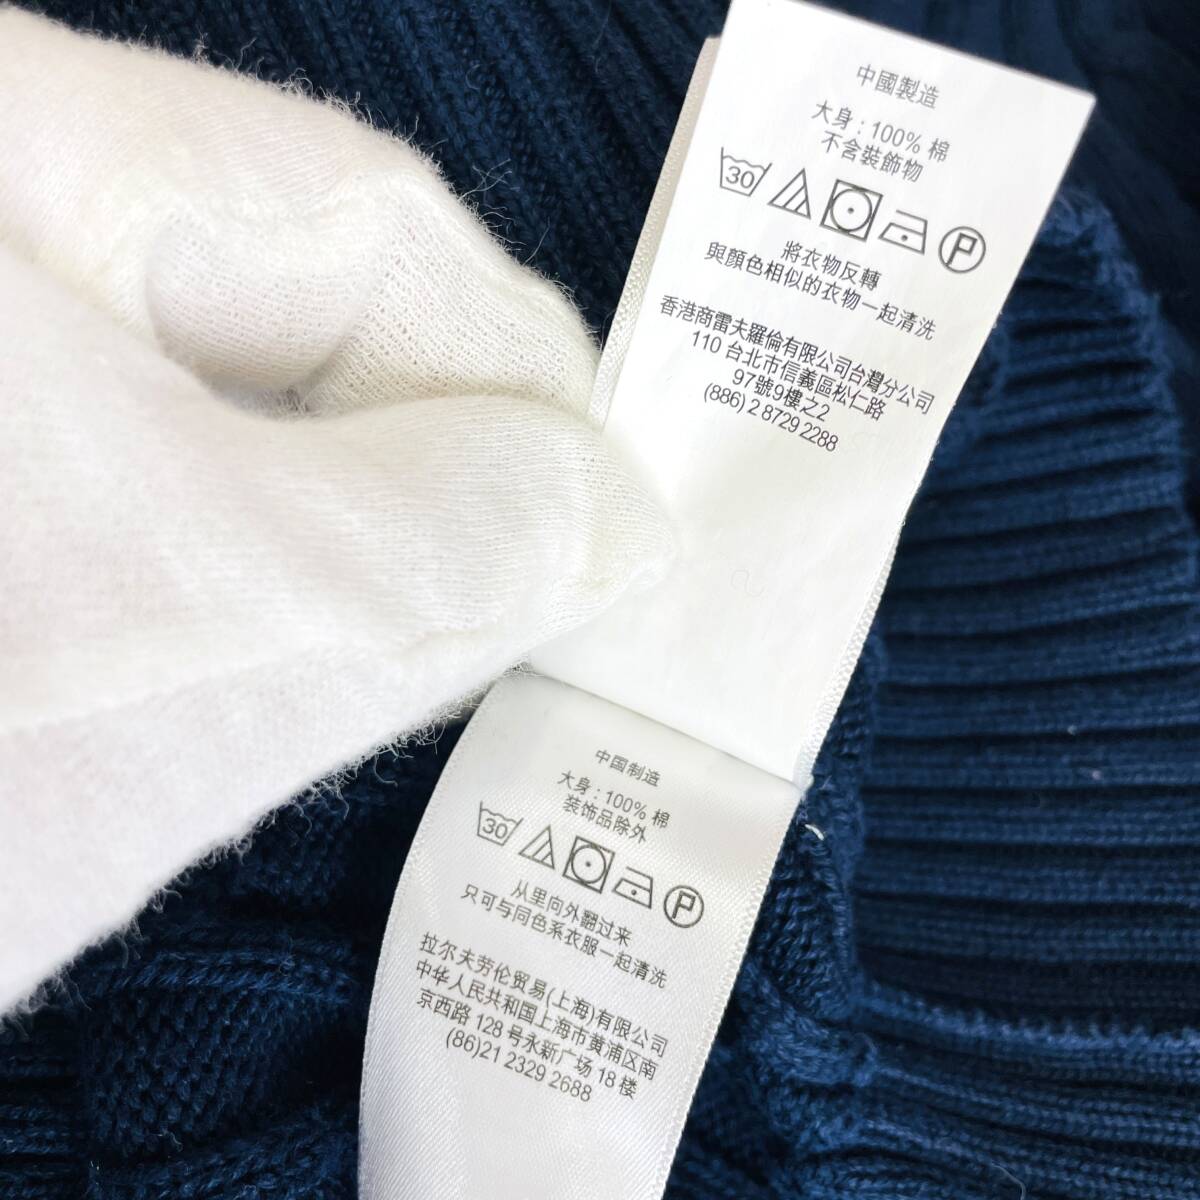 中國製造
大身 : 100% 棉
不含裝飾物
30 P
將衣物反轉
與顏色相似的衣物一起清洗
香港商雷夫羅倫有限公司台灣分公司
110 台北市信義區松仁路
97號9樓之2
(886) 2 8729 2288
中国制造
大身 : 100% 棉
装饰品除外
30 P
从里向外翻过来
只可与同色系衣服一起清洗
拉尔夫劳伦贸易(上海)有限公司
中华人民共和国上海市黄浦区南
京西路 128 号永新广场 18 楼
(86)21 2329 2688